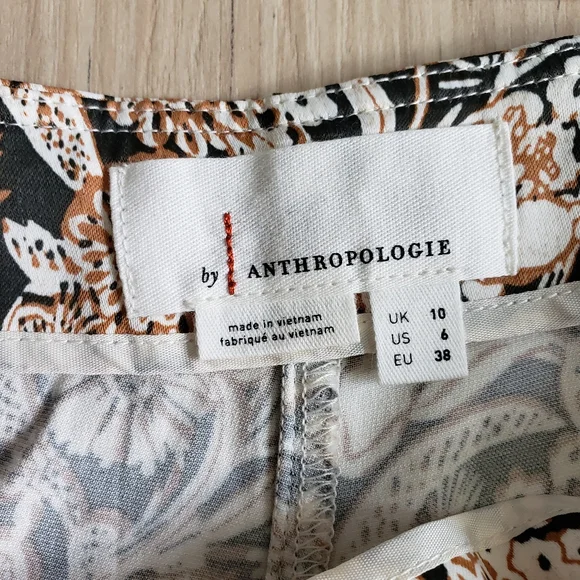 by ANTHROPOLOGIE
made in vietnam
fabriqué au vietnam
UK 10
US 6
EU 38